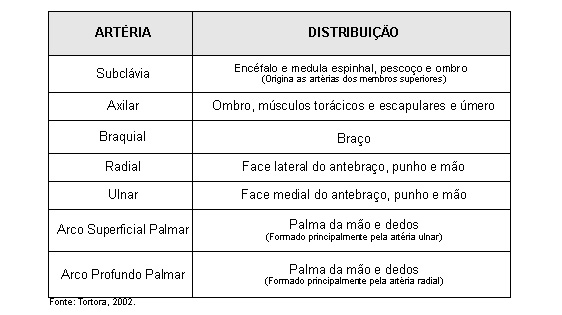 ARTÉRIA DISTRIBUIÇÃO
Subclávia Encéfalo e medula espinhal, pescoço e ombro
(Origina as artérias dos membros superiores)
Axilar Ombro, músculos torácicos e escapulares e úmero
Braquial Braço
Radial Face lateral do antebraço, punho e mão
Ulnar Face medial do antebraço, punho e mão
Arco Superficial Palmar Palma da mão e dedos
(Formado principalmente pela artéria ulnar)
Arco Profundo Palmar Palma da mão e dedos
(Formado principalmente pela artéria radial)
Fonte: Tortora, 2002.